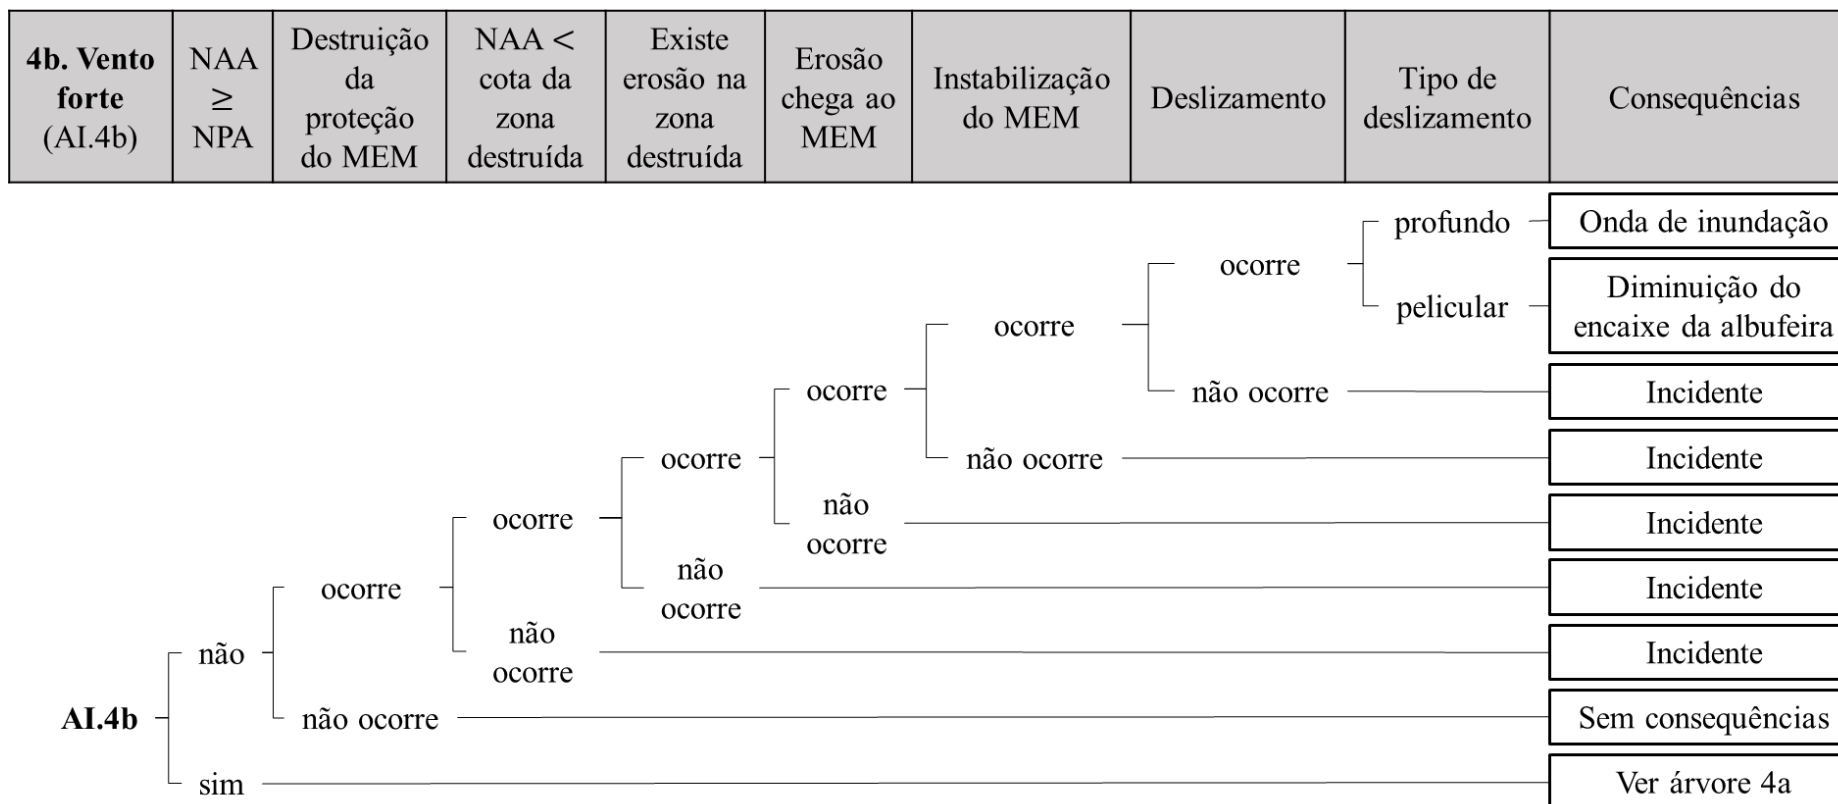 4b. Vento
forte
(AI.4b)
NAA
≥
NPA
Destruição
da
proteção
do MEM
NAA <
cota da
zona
destruída
Existe
erosão na
zona
destruída
Erosão
chega ao
MEM
Instabilização
do MEM
Deslizamento
Tipo de
deslizamento
Consequências
profundo
Onda de inundação
ocorre
pelicular
Diminuição do
encaixe da albufeira
ocorre
não ocorre
Incidente
ocorre
não ocorre
Incidente
ocorre
não
ocorre
Incidente
ocorre
não
ocorre
Incidente
ocorre
não
ocorre
Incidente
não
AI.4b
não ocorre
Sem consequências
sim
Ver árvore 4a